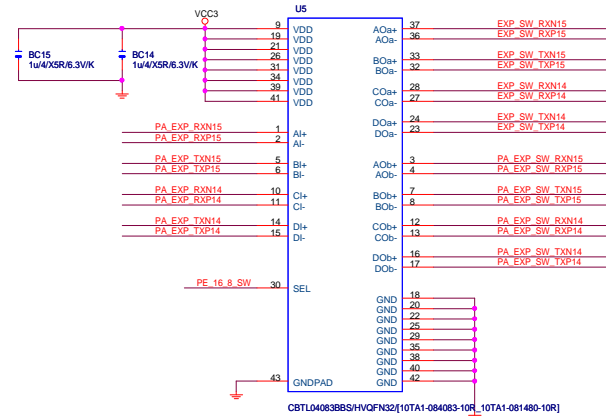 VCC3
U5
BC15
1u/4/X5R/6.3V/K
BC14
1u/4/X5R/6.3V/K
9 VDD
19 VDD
21 VDD
26 VDD
31 VDD
34 VDD
39 VDD
41 VDD
AOa+ 37 EXP_SW_RXN15
AOa- 36 EXP_SW_RXP15
BOa+ 33 EXP_SW_TXN15
BOa- 32 EXP_SW_TXP15
COa+ 28 EXP_SW_RXN14
COa- 27 EXP_SW_RXP14
DOa+ 24 EXP_SW_TXN14
DOa- 23 EXP_SW_TXP14
PA_EXP_RXN15 1 AI+
PA_EXP_RXP15 2 AI-
PA_EXP_TXN15 5 BI+
PA_EXP_TXP15 6 BI-
PA_EXP_RXN14 10 CI+
PA_EXP_RXP14 11 CI-
PA_EXP_TXN14 14 DI+
PA_EXP_TXP14 15 DI-
AOb+ 3 PA_EXP_SW_RXN15
AOb- 4 PA_EXP_SW_RXP15
BOb+ 7 PA_EXP_SW_TXN15
BOb- 8 PA_EXP_SW_TXP15
COb+ 12 PA_EXP_SW_RXN14
COb- 13 PA_EXP_SW_RXP14
DOb+ 16 PA_EXP_SW_TXN14
DOb- 17 PA_EXP_SW_TXP14
PE_16_8_SW 30 SEL
GND 18
GND 20
GND 22
GND 25
GND 29
GND 35
GND 38
GND 40
GND 42
43 GNDPAD
CBTL04083BBS/HVQFN32/[10TA1-084083-10R_10TA1-081480-10R]